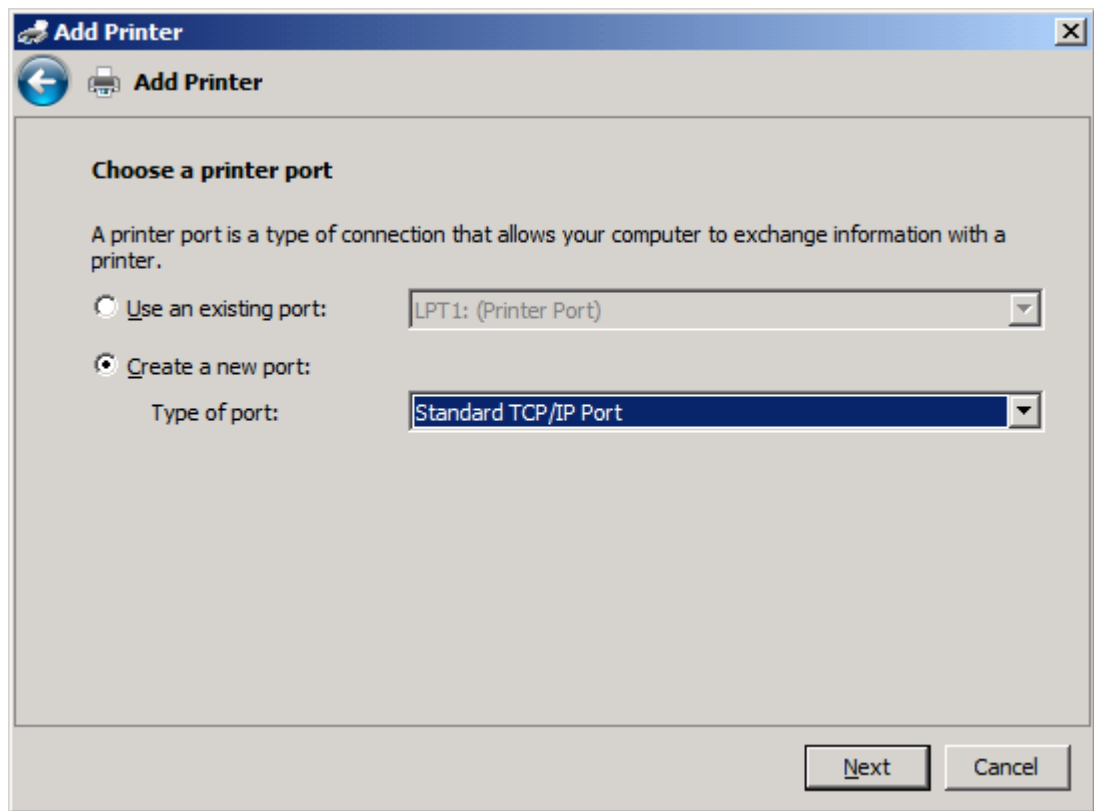 Add Printer
Add Printer
Choose a printer port
A printer port is a type of connection that allows your computer to exchange information with a
printer.
Use an existing port: LPT1: (Printer Port)
Create a new port:
Type of port: Standard TCP/IP Port
Next Cancel